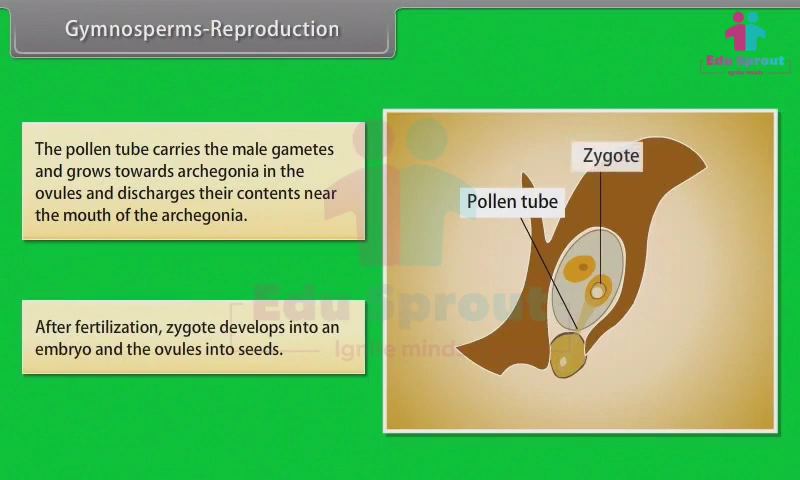 Gymnosperms-Reproduction
Edu Sprout
Ignite minds
The pollen tube carries the male gametes
and grows towards archegonia in the
ovules and discharges their contents near
the mouth of the archegonia.
Zygote
Pollen tube
Edu Sprout
Ignite minds
After fertilization, zygote develops into an
embryo and the ovules into seeds.